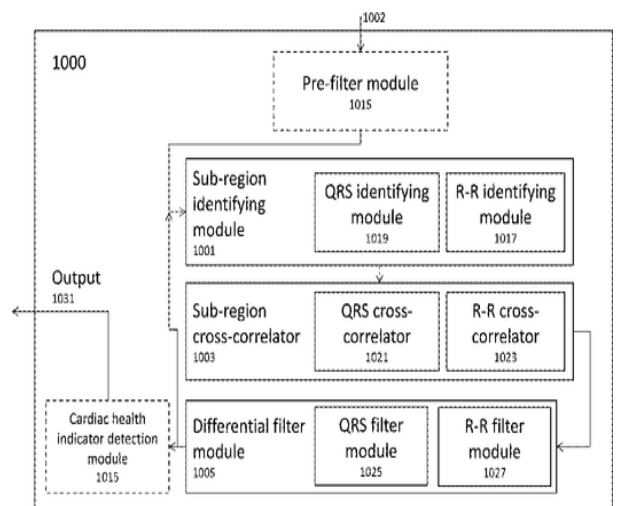 1002
1000
Pre-filter module
1015
Sub-region
identifying
module
1001
QRS identifying
module
1019
R-R identifying
module
1017
Output
1031
Sub-region
cross-correlator
1003
QRS cross-
correlator
1021
R-R cross-
correlator
1023
Cardiac health
indicator detection
module
1015
Differential filter
module
1005
QRS filter
module
1025
R-R filter
module
1027